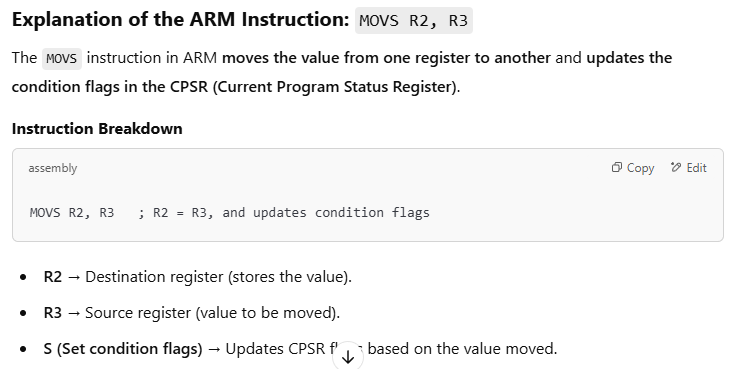 Explanation of the ARM Instruction: MOVS R2, R3
The MOVS instruction in ARM moves the value from one register to another and updates the
condition flags in the CPSR (Current Program Status Register).
Instruction Breakdown
assembly
Copy
Edit
MOVS R2, R3 ; R2 = R3, and updates condition flags
• R2 → Destination register (stores the value).
• R3 → Source register (value to be moved).
• S (Set condition flags) → Updates CPSR based on the value moved.